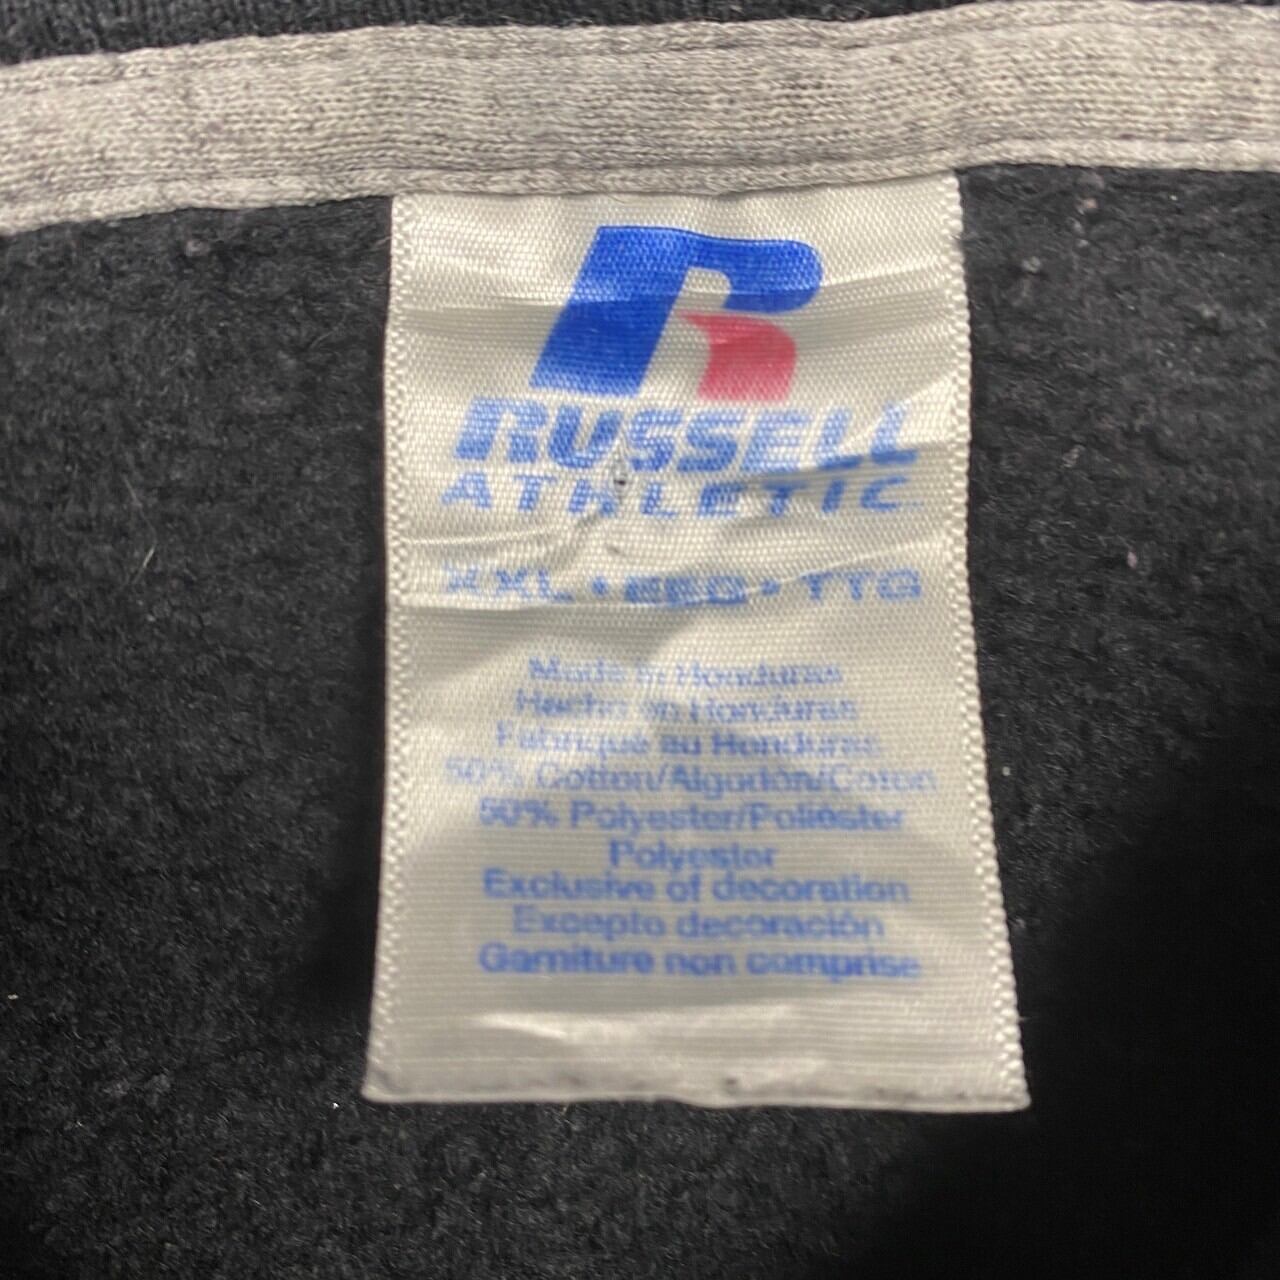 RUSSELL
ATHLETIC
XXL • EEG • TTG
Made in Honduras
Hecho en Honduras
Fabriqué au Honduras
50% Cotton/Algodón/Coton
50% Polyester/Poliéster
Polyester
Exclusive of decoration
Excepto decoración
Garniture non comprise